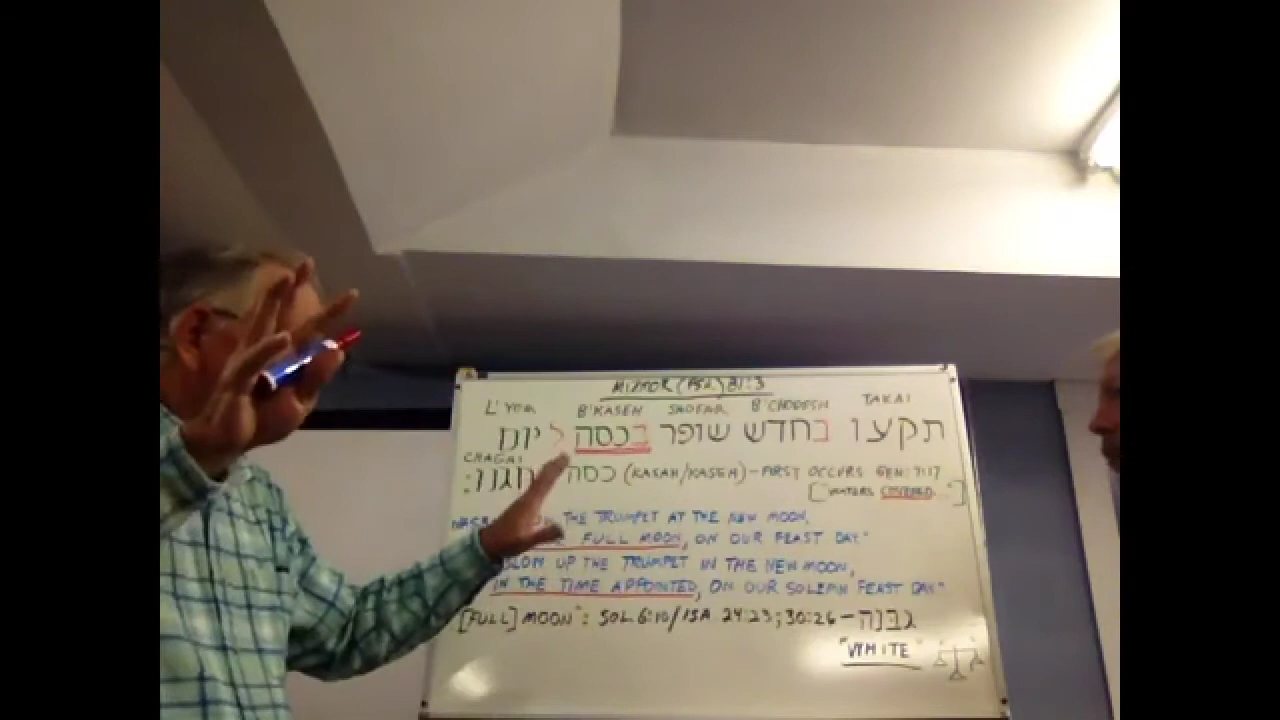 MIZMOR (PSA.) 81:3
L'YOM B'KASEH SHOFAR B'CHODESH TAKAI
תקעו בחדש שופר בכסה ל יום
CHAGAI
חגנו: כסה (KASAH/KASEH) - FIRST OCCURS GEN. 7:17
["WATERS COVERED..."]
THE TRUMPET AT THE NEW MOON,
FULL MOON, ON OUR FEAST DAY."
BLOW UP THE TRUMPET IN THE NEW MOON,
IN THE TIME APPOINTED, ON OUR SOLEMN FEAST DAY."
[FULL] MOON": SOL. 6:10/ISA 24:23; 30:26 -
"WHITE"